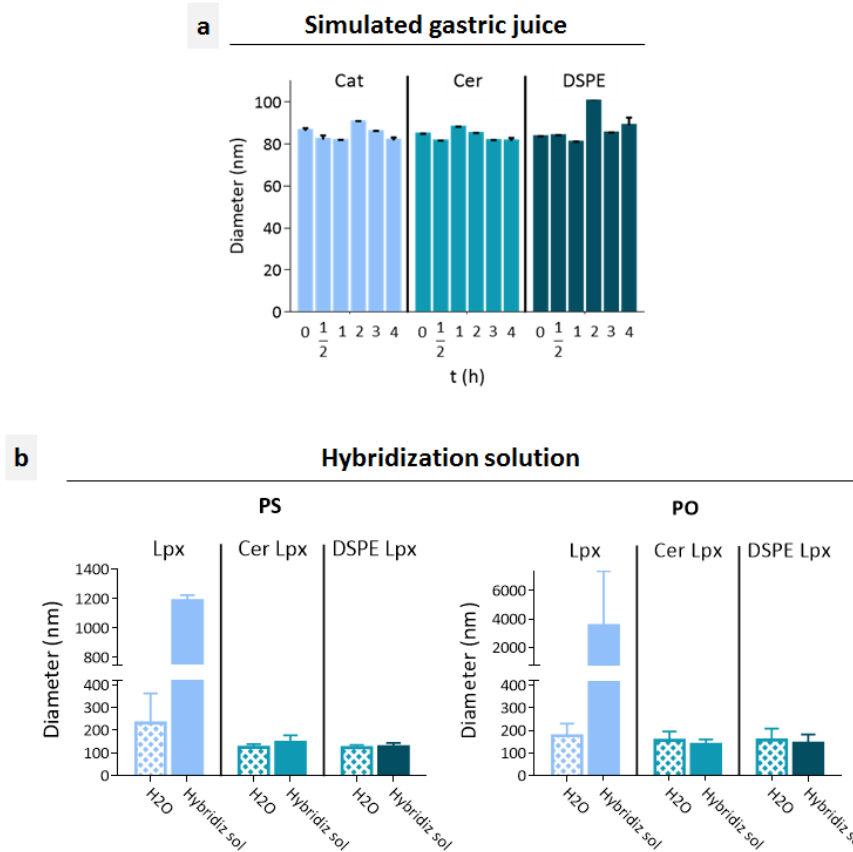 a Simulated gastric juice
Cat Cer DSPE
100
80
60
40
20
0
Diameter (nm)
0 1/2 1 2 3 4 0 1/2 1 2 3 4 0 1/2 1 2 3 4
t (h)
b Hybridization solution
PS
Lpx Cer Lpx DSPE Lpx
1400
1200
1000
800
400
300
200
100
0
Diameter (nm)
H2O Hybridiz sol H2O Hybridiz sol H2O Hybridiz sol
PO
Lpx Cer Lpx DSPE Lpx
6000
4000
2000
400
300
200
100
0
Diameter (nm)
H2O Hybridiz sol H2O Hybridiz sol H2O Hybridiz sol